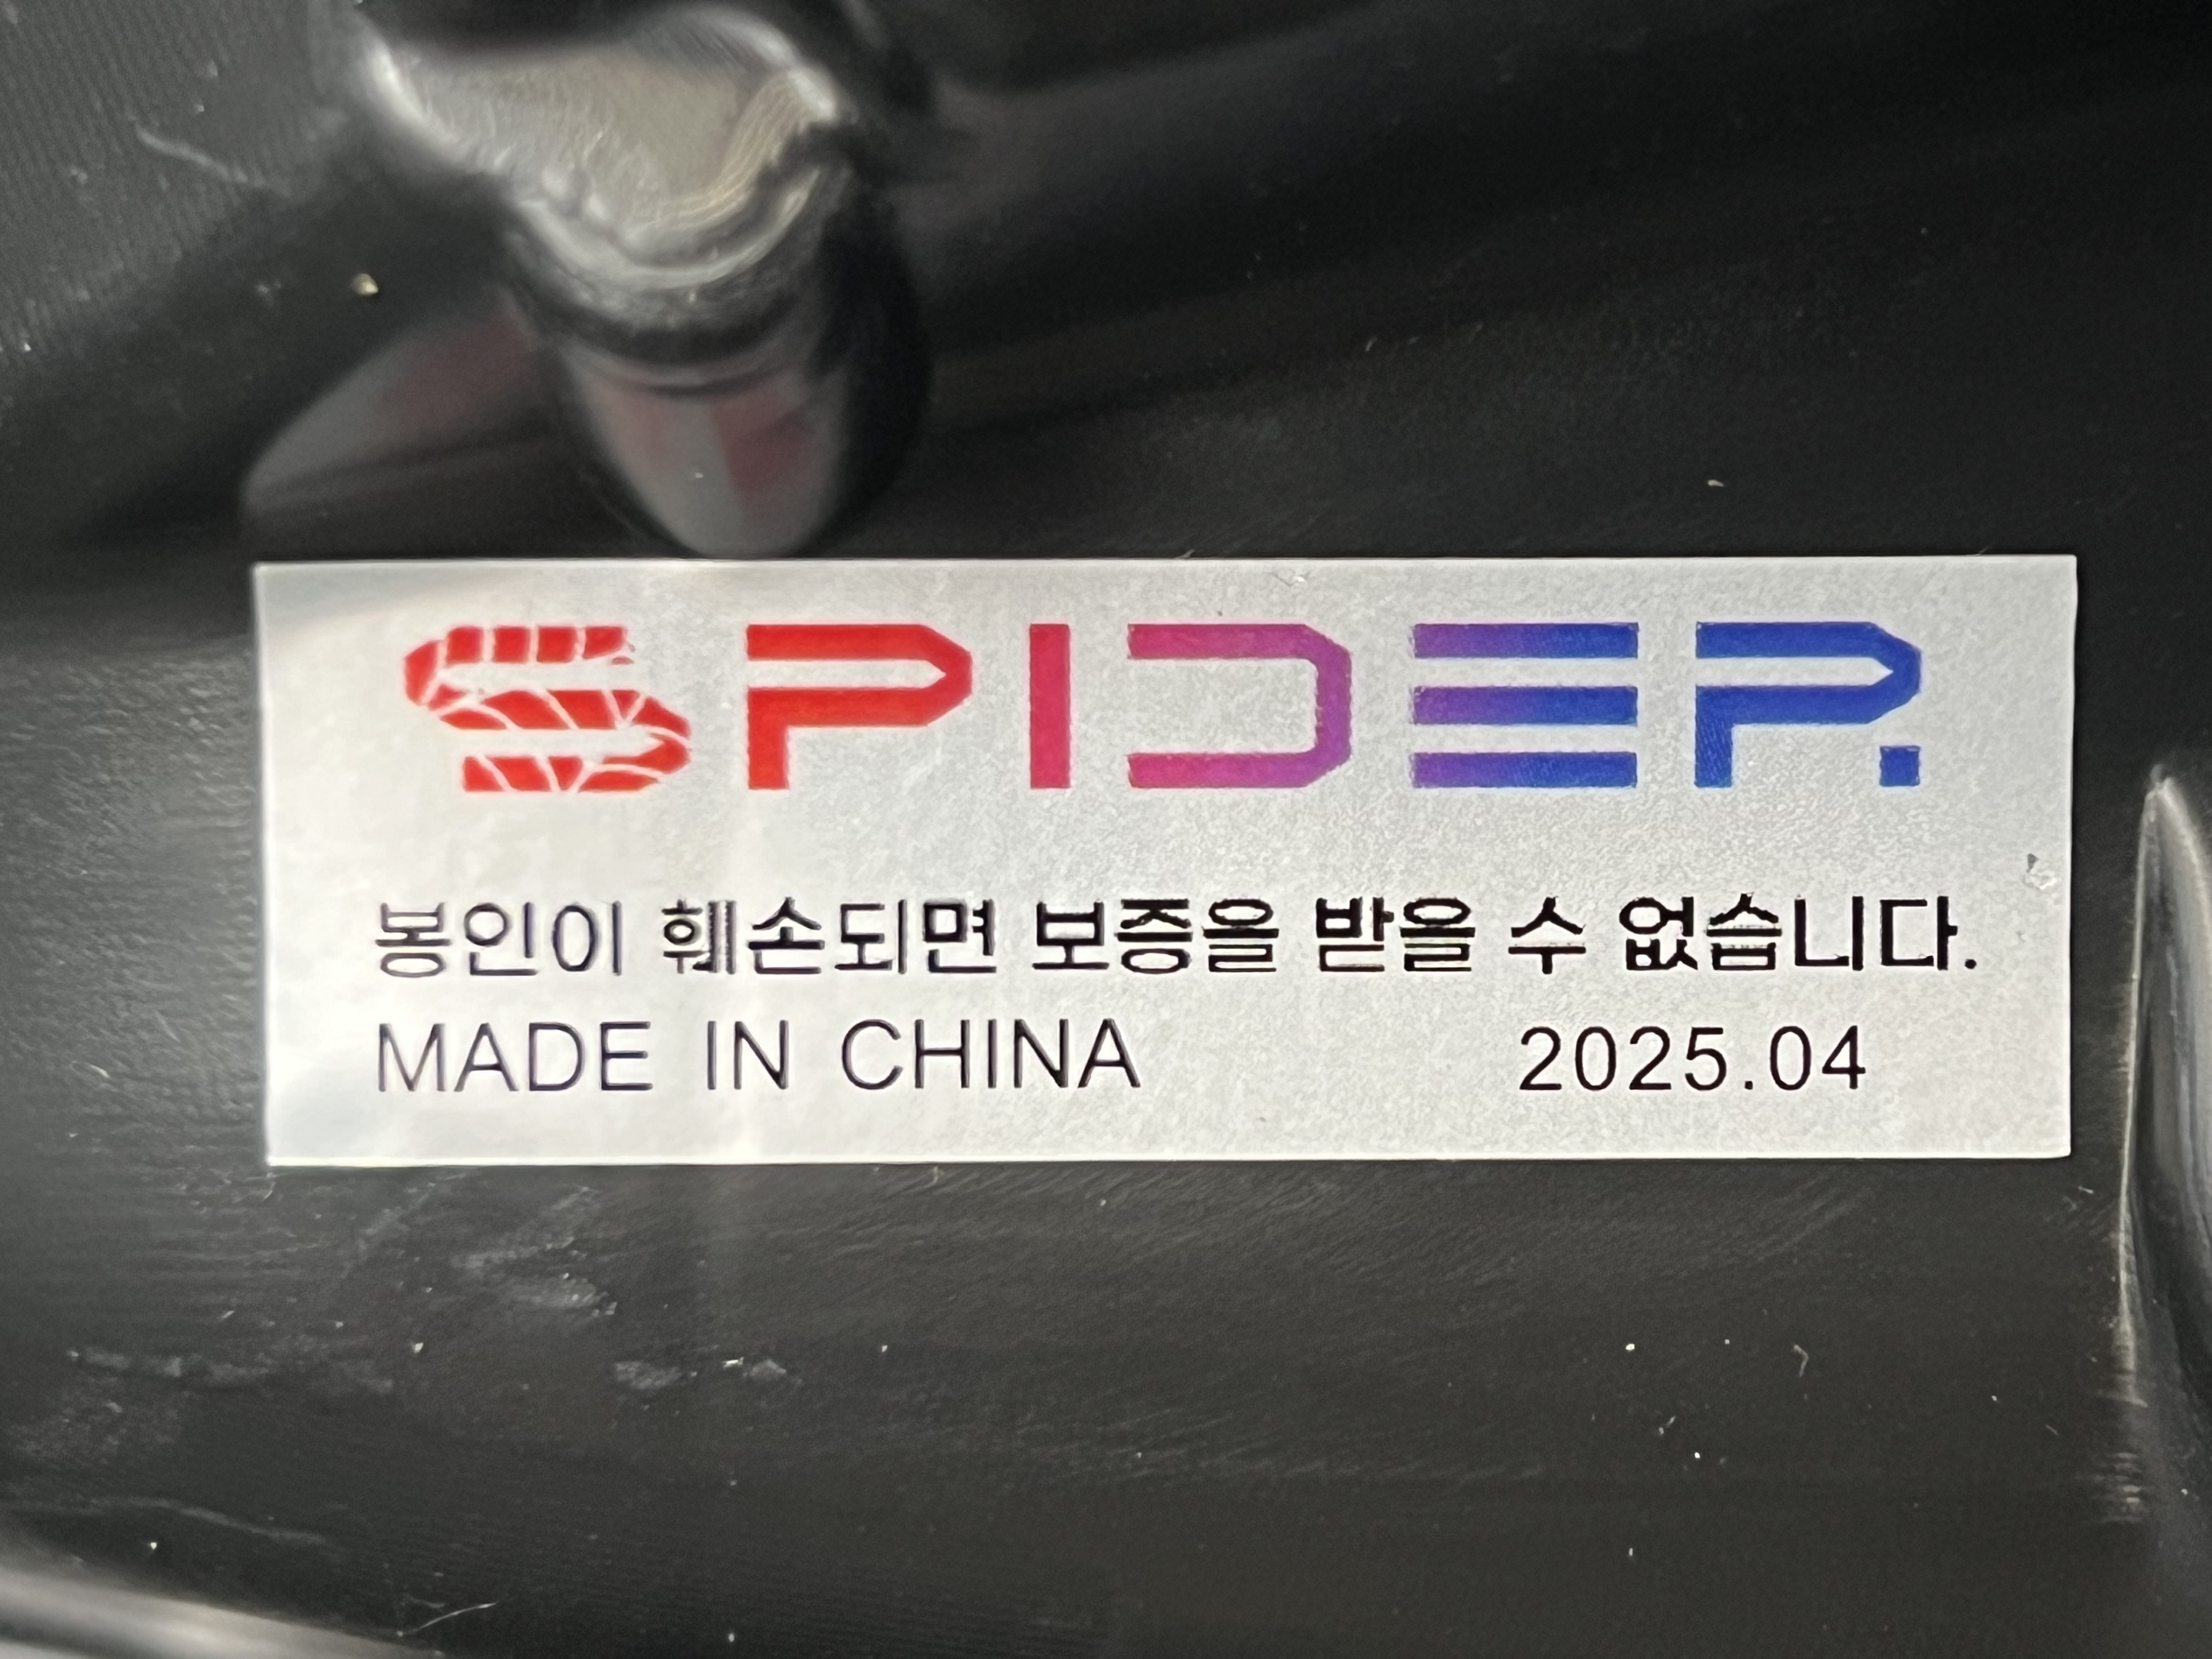 SPIDER
봉인이 훼손되면 보증을 받을 수 없습니다.
MADE IN CHINA 2025.04